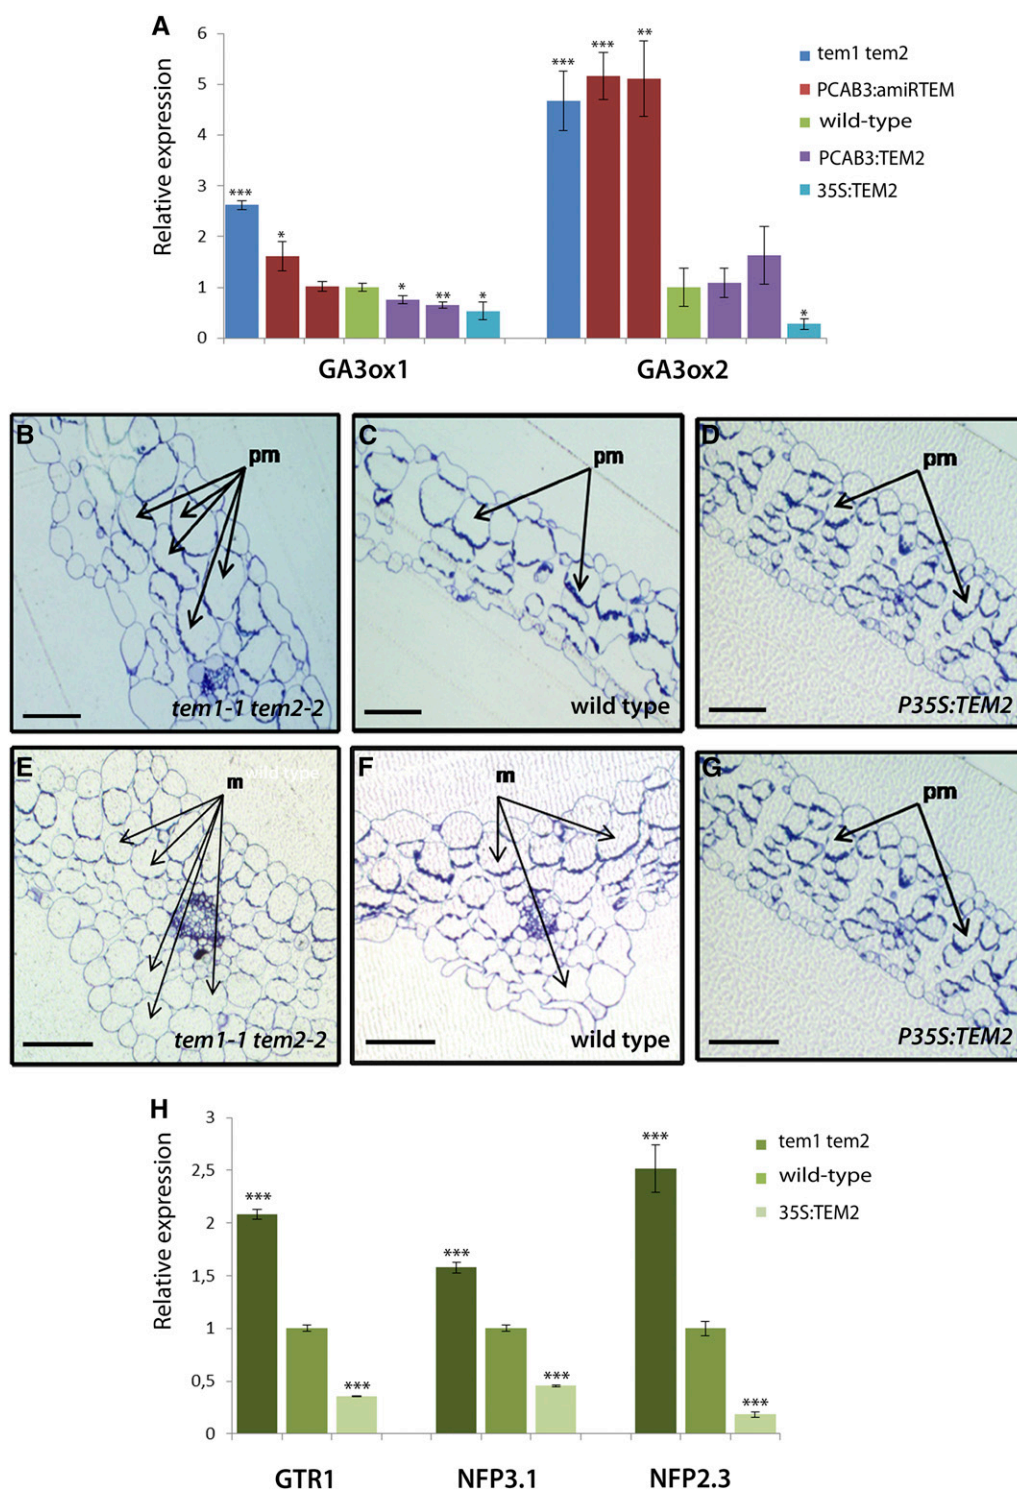 A
Relative expression
6
5
4
3
2
1
0
***
*
*
**
*
***
***
**
*
GA3ox1
GA3ox2
tem1 tem2
PCAB3:amiRTEM
wild-type
PCAB3:TEM2
35S:TEM2
B
pm
tem1-1 tem2-2
C
pm
wild type
D
pm
P35S:TEM2
E
wild type
m
tem1-1 tem2-2
F
m
wild type
G
pm
P35S:TEM2
H
Relative expression
3
2,5
2
1,5
1
0,5
0
***
***
***
***
***
***
GTR1
NFP3.1
NFP2.3
tem1 tem2
wild-type
35S:TEM2